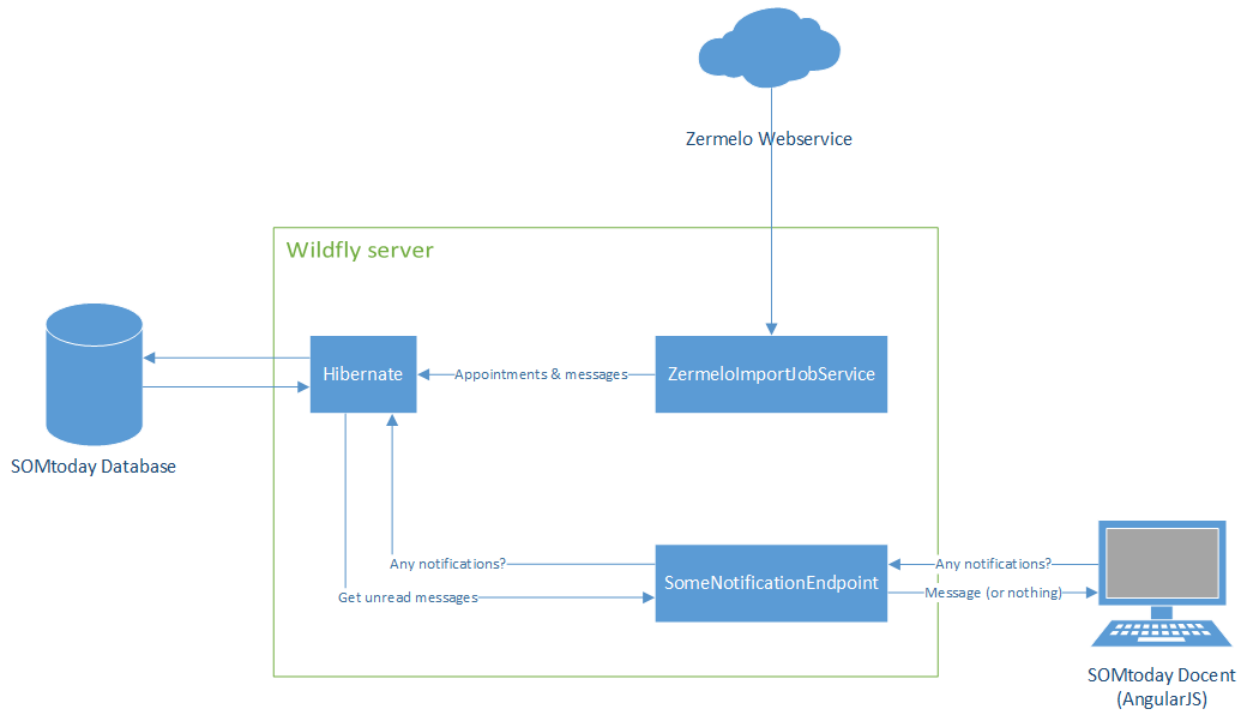 Zermelo Webservice
Wildfly server
Hibernate
Appointments & messages
ZermeloImportJobService
SOMtoday Database
Any notifications?
Get unread messages
SomeNotificationEndpoint
Any notifications?
Message (or nothing)
SOMtoday Docent
(AngularJS)